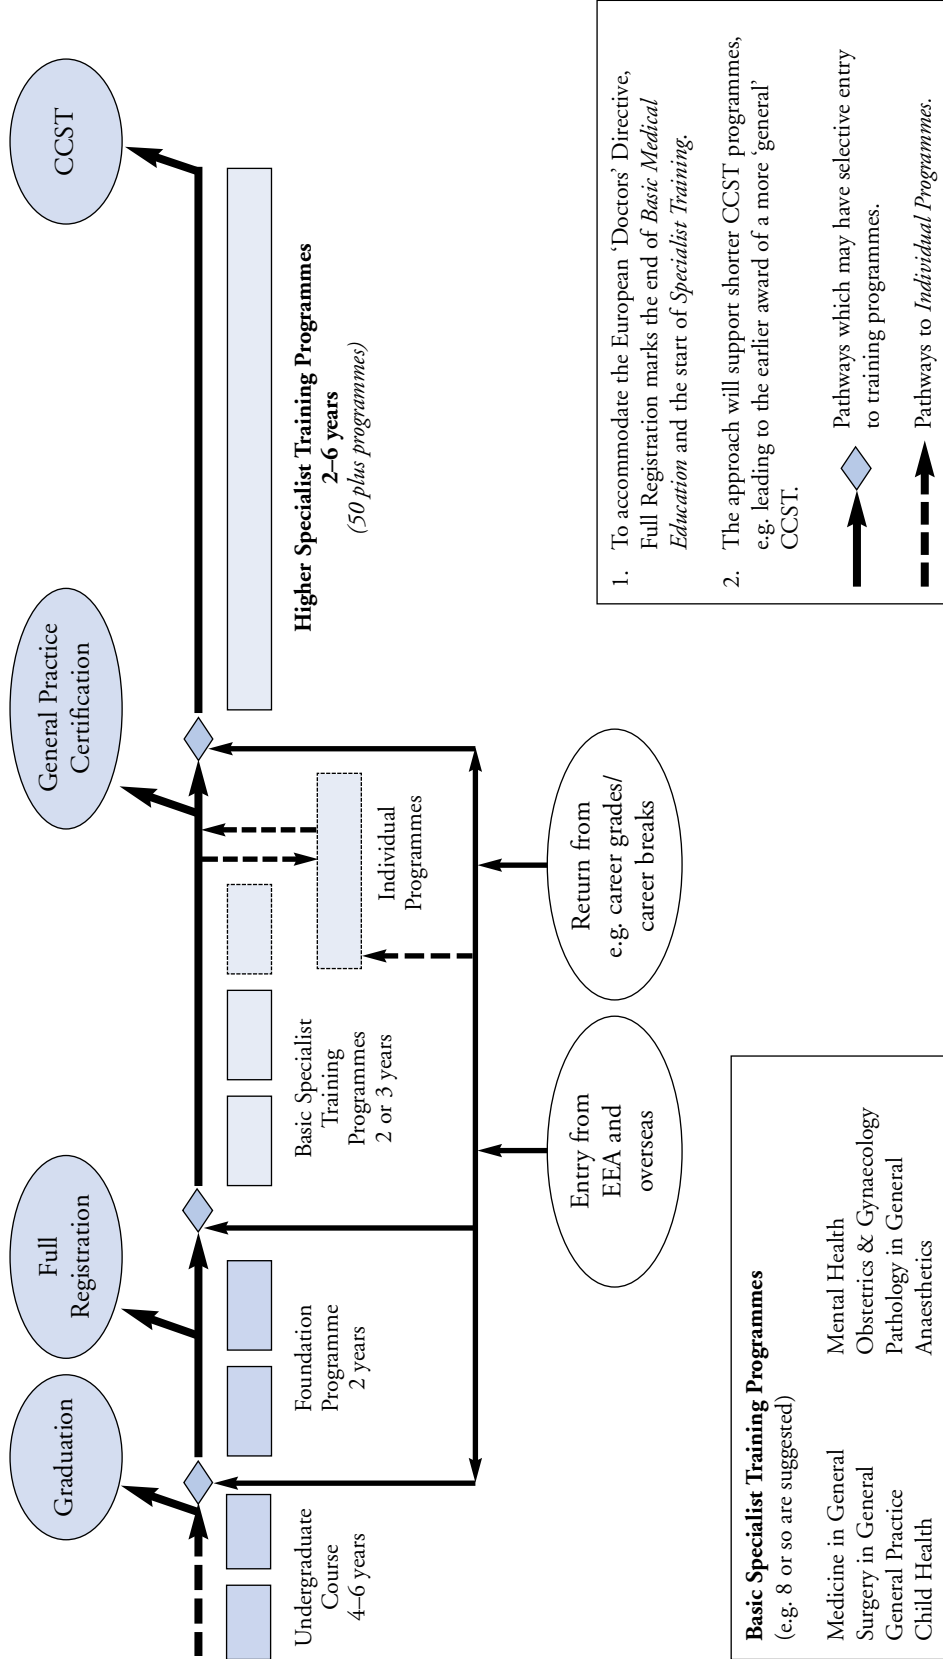 Graduation
Full
Registration
General Practice
Certification
CCST
Undergraduate
Course
4–6 years
Foundation
Programme
2 years
Basic Specialist
Training
Programmes
2 or 3 years
Individual
Programmes
Higher Specialist Training Programmes
2–6 years
(50 plus programmes)
Entry from
EEA and
overseas
Return from
e.g. career grades/
career breaks
Basic Specialist Training Programmes
(e.g. 8 or so are suggested)
Medicine in General
Surgery in General
General Practice
Child Health
Mental Health
Obstetrics & Gynaecology
Pathology in General
Anaesthetics
1. To accommodate the European ‘Doctors’ Directive,
Full Registration marks the end of Basic Medical
Education and the start of Specialist Training.
2. The approach will support shorter CCST programmes,
e.g. leading to the earlier award of a more ‘general’
CCST.
Pathways which may have selective entry
to training programmes.
Pathways to Individual Programmes.